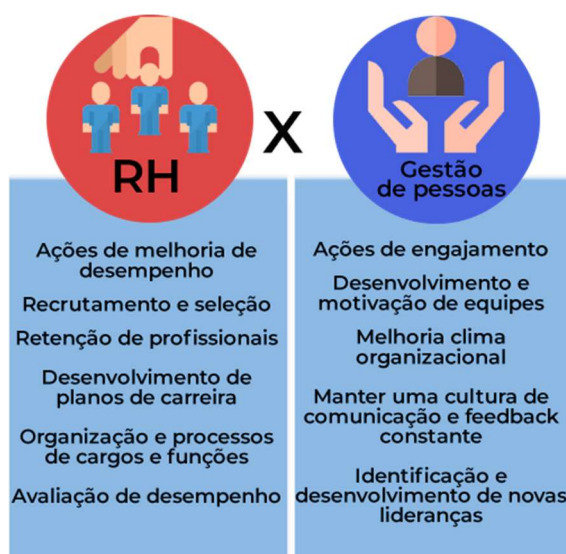 RH
X
Gestão
de pessoas
Ações de melhoria de
desempenho
Recrutamento e seleção
Retenção de profissionais
Desenvolvimento de
planos de carreira
Organização e processos
de cargos e funções
Avaliação de desempenho
Ações de engajamento
Desenvolvimento e
motivação de equipes
Melhoria clima
organizacional
Manter uma cultura de
comunicação e feedback
constante
Identificação e
desenvolvimento de novas
lideranças